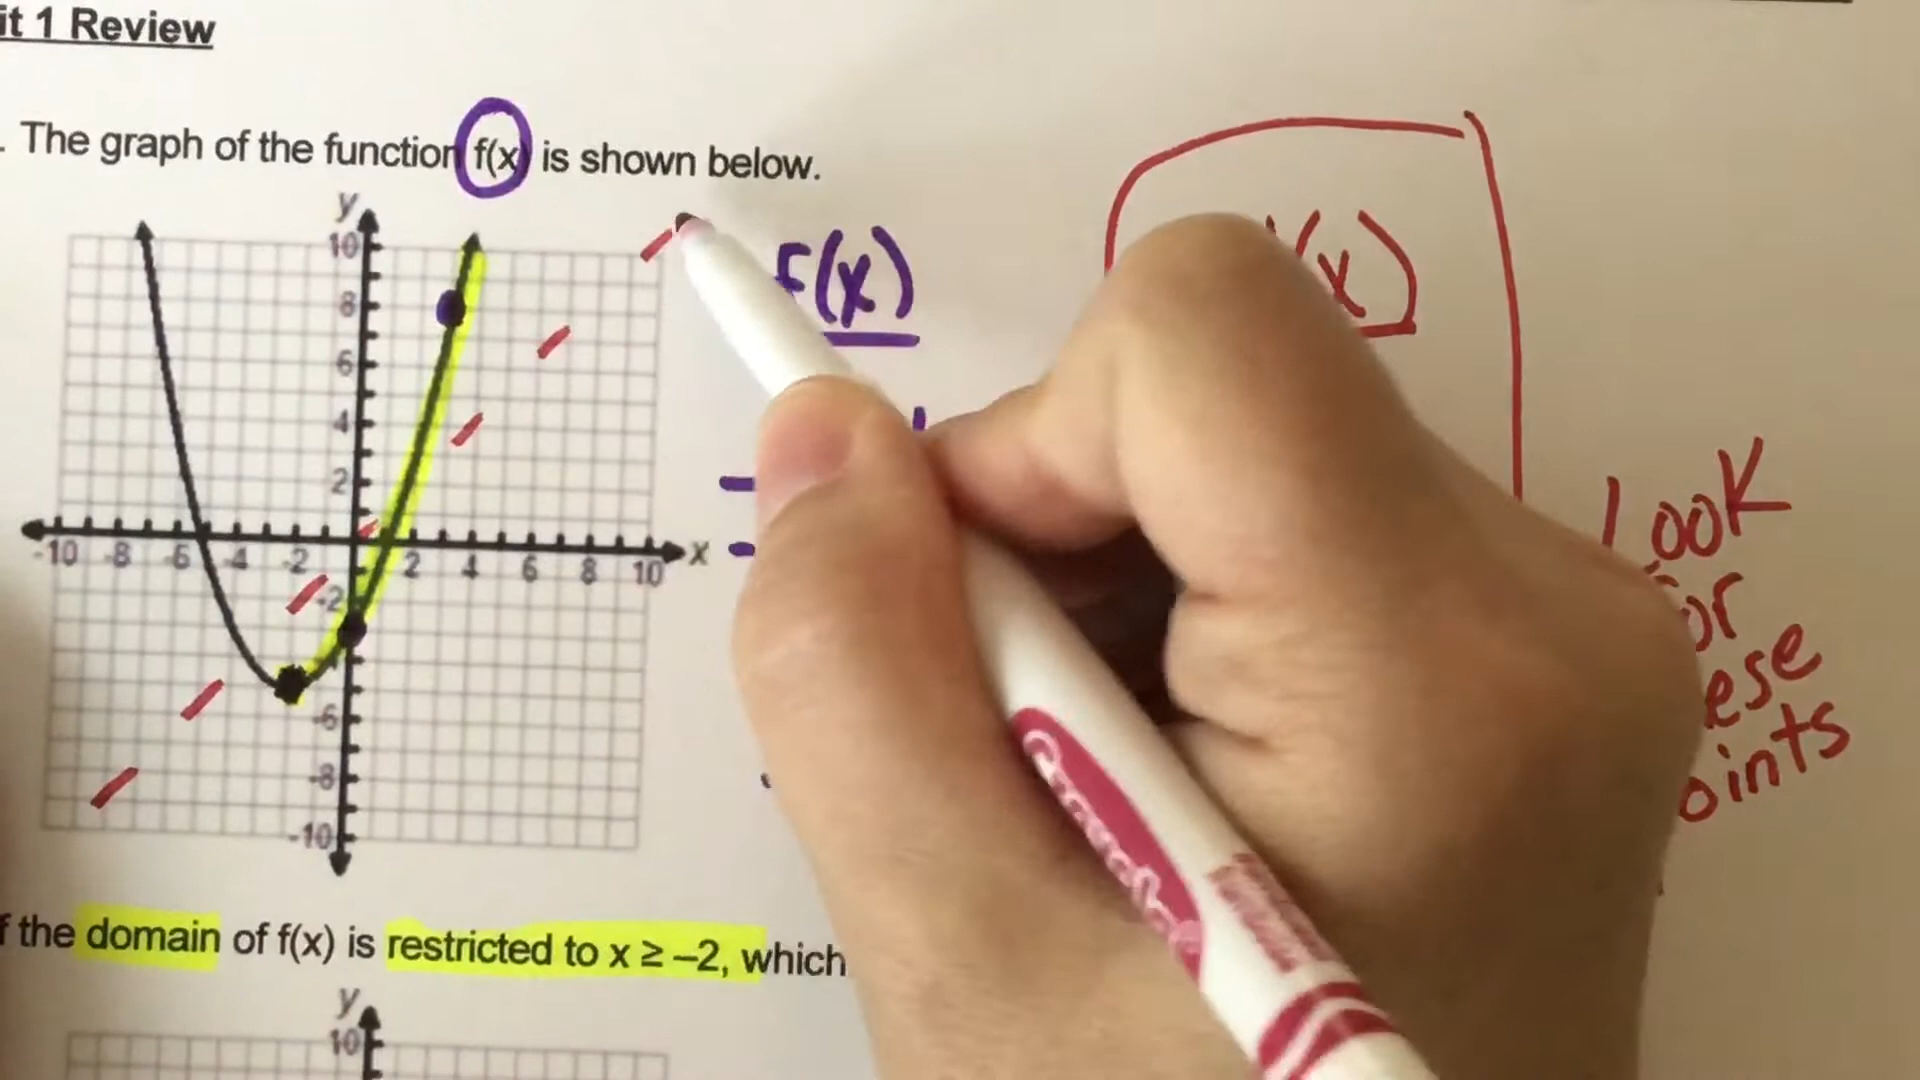 it 1 Review
. The graph of the function f(x) is shown below.
y
10
8
6
4
2
-10 -8 -6 -4 -2 2 4 6 8 10 x
-2
-6
-8
-10
f(x)
(x)
Look
or
ese
oints
f the domain of f(x) is restricted to x ≥ –2, which
y
10